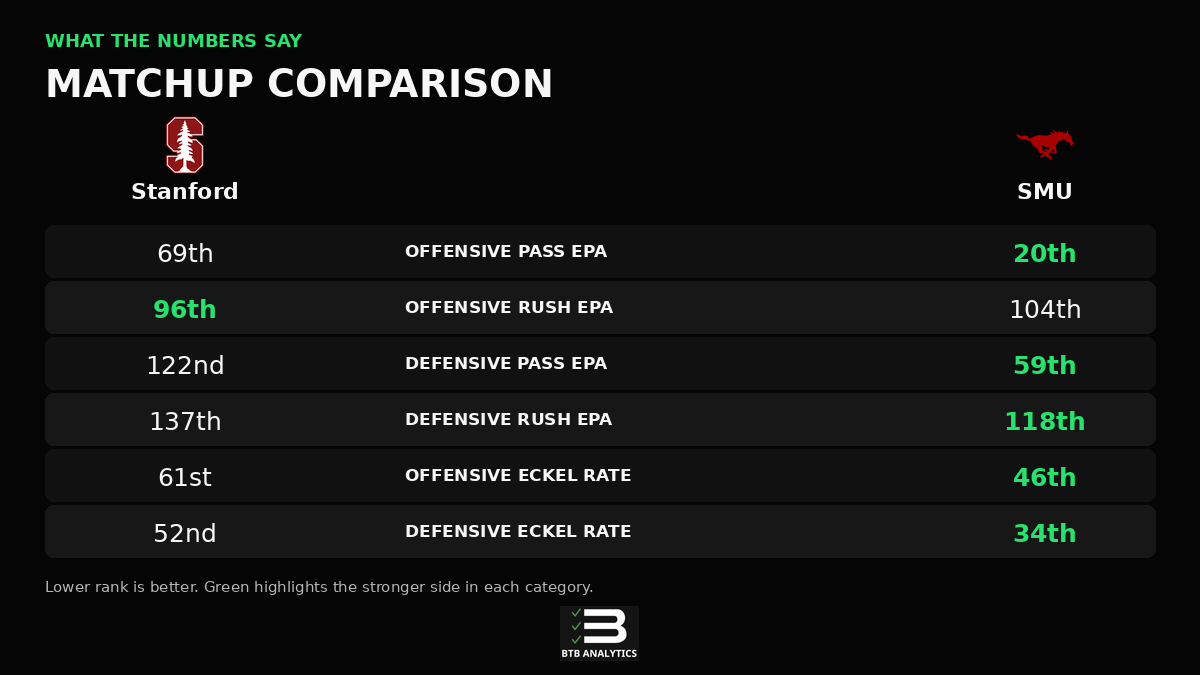 WHAT THE NUMBERS SAY
MATCHUP COMPARISON
Stanford SMU
69th OFFENSIVE PASS EPA 20th
96th OFFENSIVE RUSH EPA 104th
122nd DEFENSIVE PASS EPA 59th
137th DEFENSIVE RUSH EPA 118th
61st OFFENSIVE ECKEL RATE 46th
52nd DEFENSIVE ECKEL RATE 34th
Lower rank is better. Green highlights the stronger side in each category.
BTB ANALYTICS